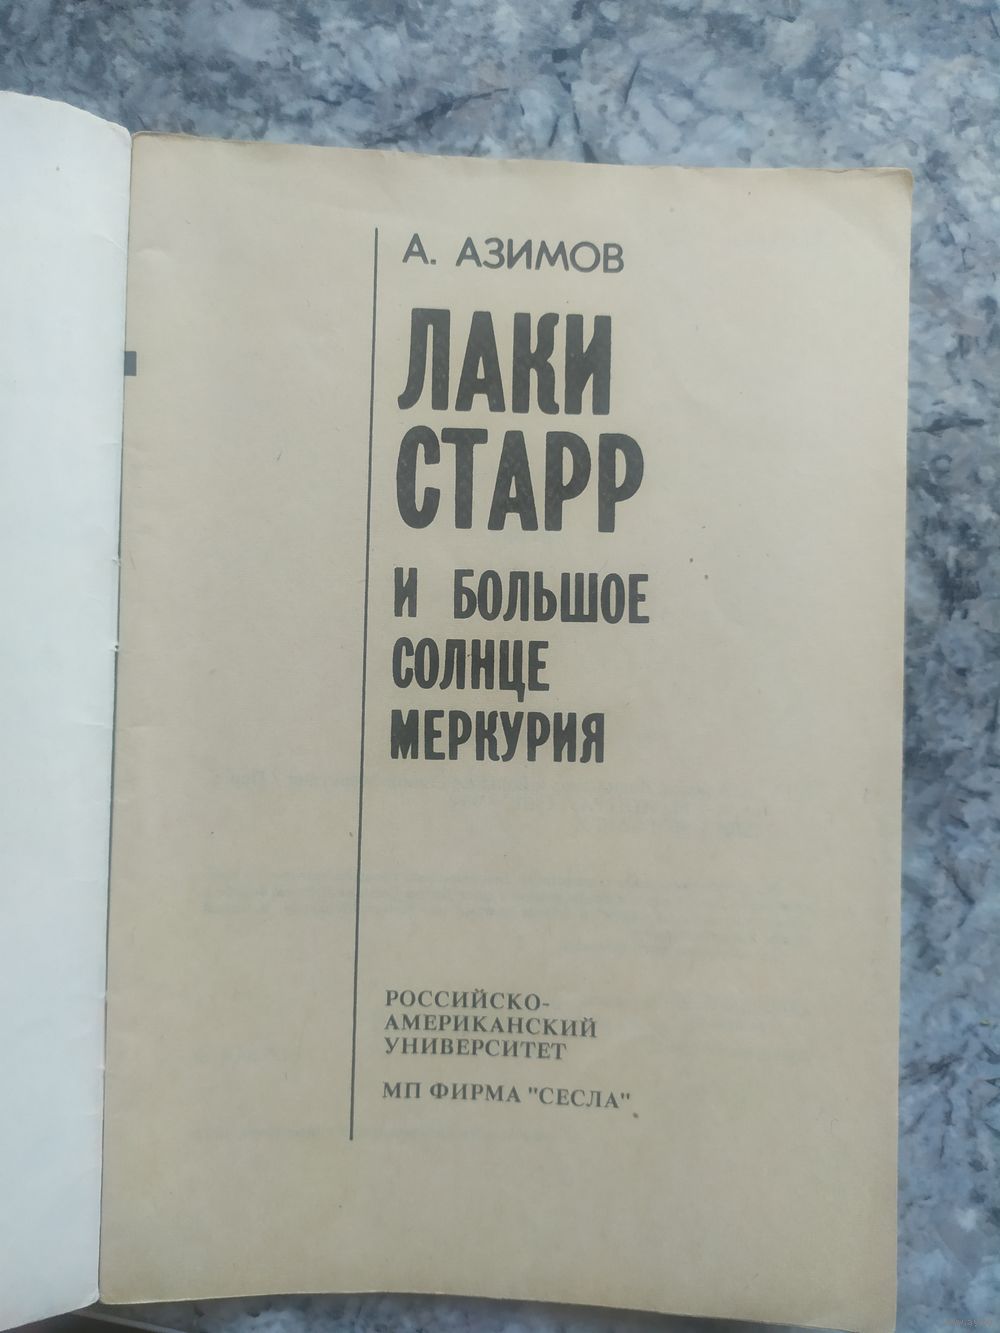 А. АЗИМОВ
ЛАКИ
СТАРР
И БОЛЬШОЕ
СОЛНЦЕ
МЕРКУРИЯ
РОССИЙСКО-
АМЕРИКАНСКИЙ
УНИВЕРСИТЕТ
МП ФИРМА "СЕСЛА"